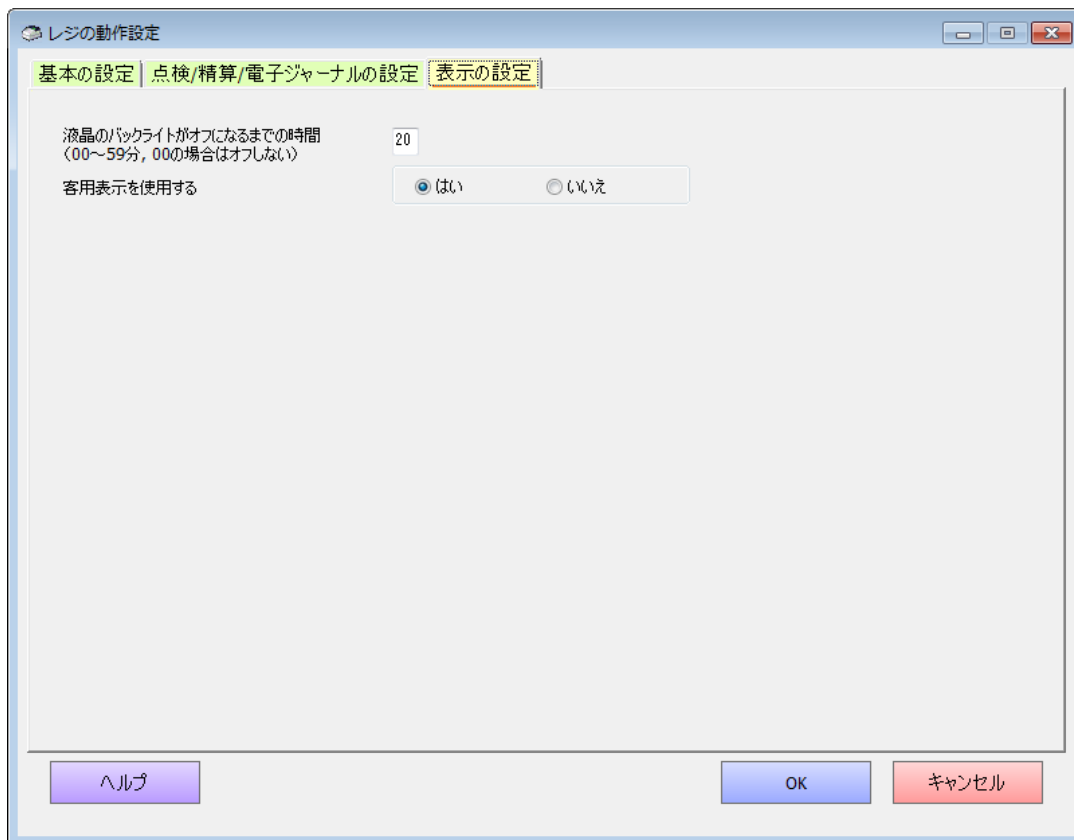 レジの動作設定
基本の設定 点検/精算/電子ジャーナルの設定 表示の設定
液晶のバックライトがオフになるまでの時間
(00～59分, 00の場合はオフしない)
20
客用表示を使用する
はい いいえ
ヘルプ OK キャンセル